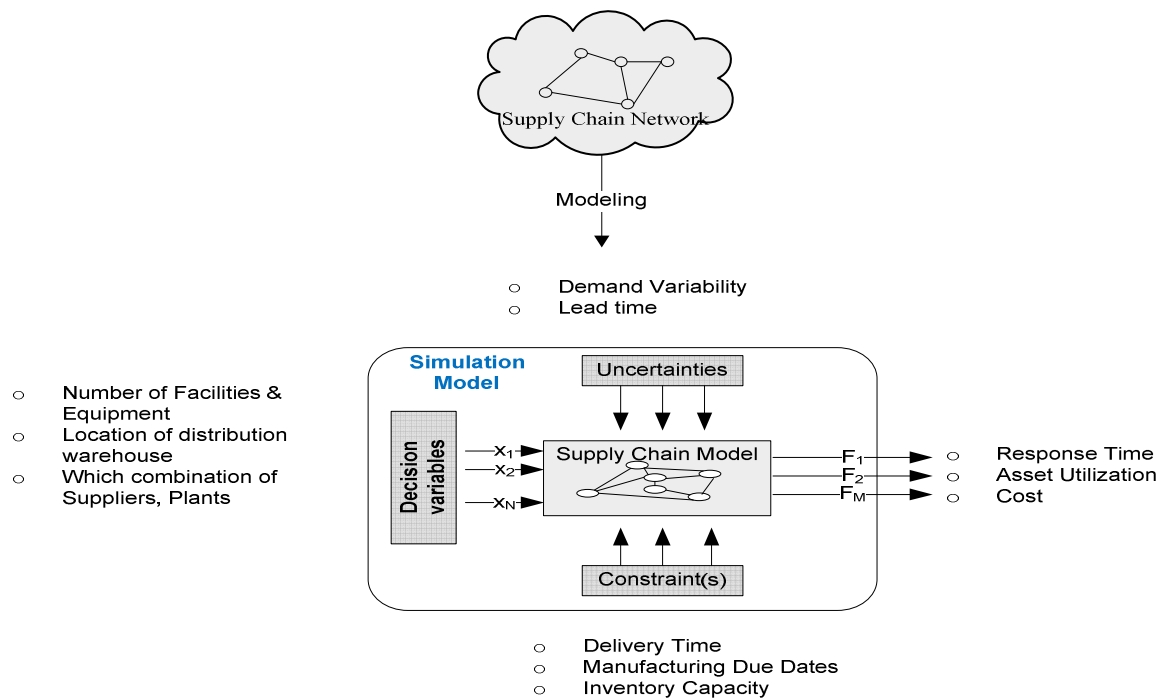 Supply Chain Network
Modeling
○ Demand Variability
○ Lead time
Simulation
Model
Uncertainties
○ Number of Facilities &
Equipment
○ Location of distribution
warehouse
○ Which combination of
Suppliers, Plants
Decision
variables
x₁
x₂
x_N
Supply Chain Model
F₁
F₂
F_M
○ Response Time
○ Asset Utilization
○ Cost
Constraint(s)
○ Delivery Time
○ Manufacturing Due Dates
○ Inventory Capacity